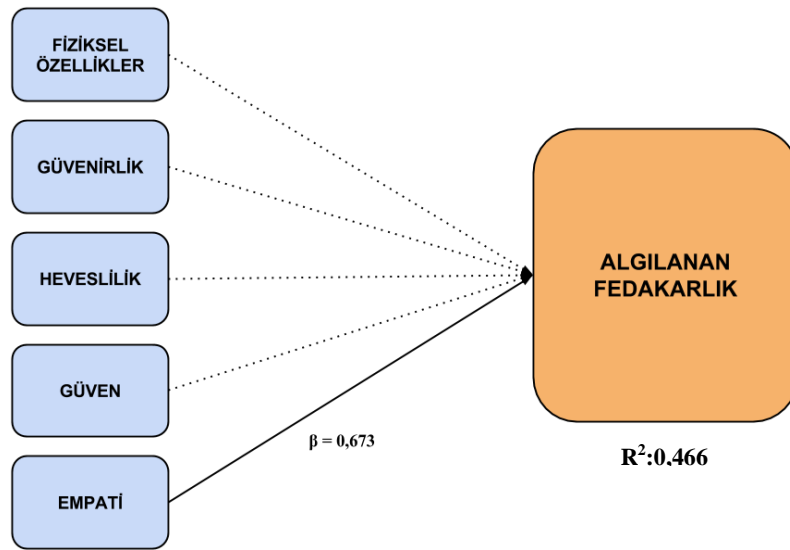 FİZİKSEL
ÖZELLİKLER
GÜVENİRLİK
HEVESLİLİK
GÜVEN
EMPATİ
β = 0,673
ALGILANAN
FEDAKARLIK
R²:0,466